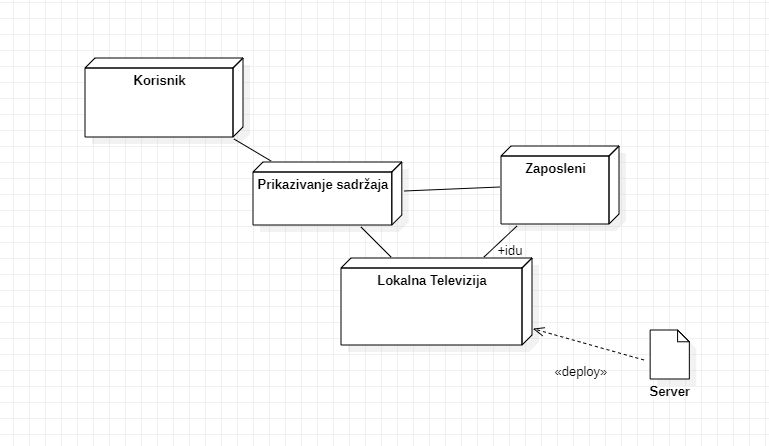 Korisnik
Prikazivanje sadržaja
Zaposleni
+idu
Lokalna Televizija
«deploy»
Server